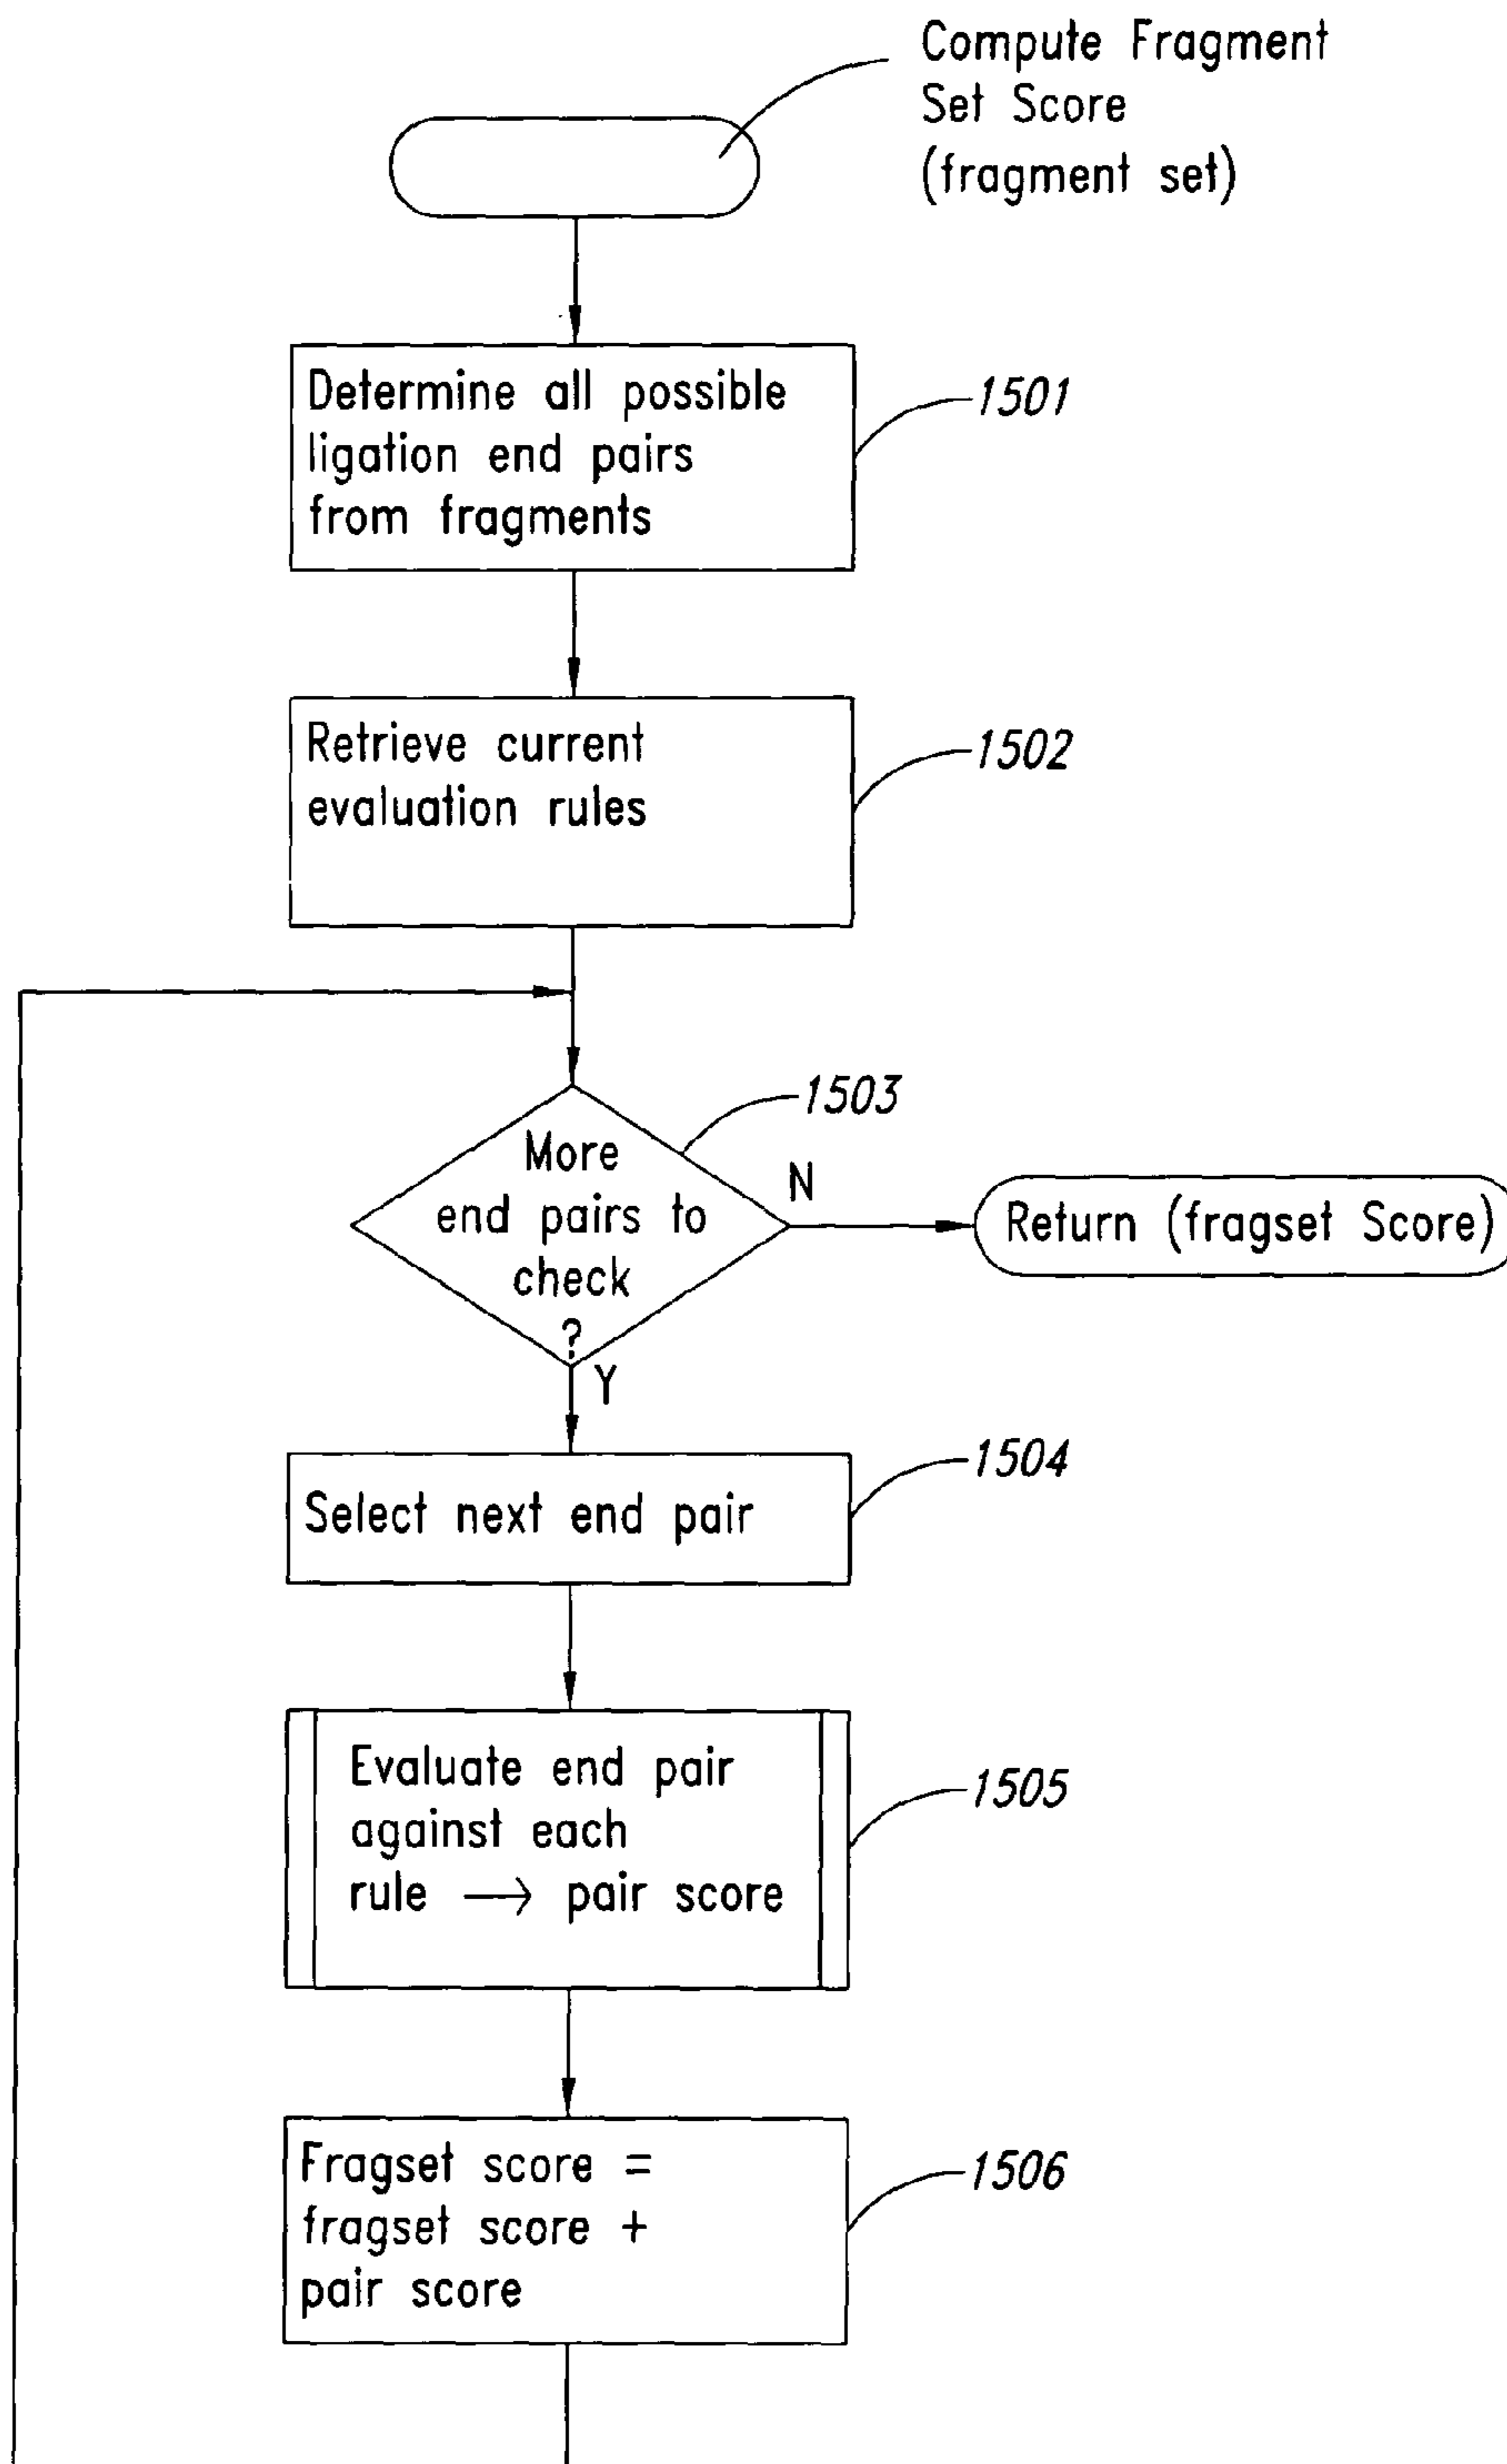 Compute Fragment
Set Score
(fragment set)
Determine all possible
ligation end pairs
from fragments
1501
Retrieve current
evaluation rules
1502
1503
More
end pairs to
check
?
N
Return (fragset Score)
Y
1504
Select next end pair
Evaluate end pair
against each
rule → pair score
1505
Fragset score =
fragset score +
pair score
1506